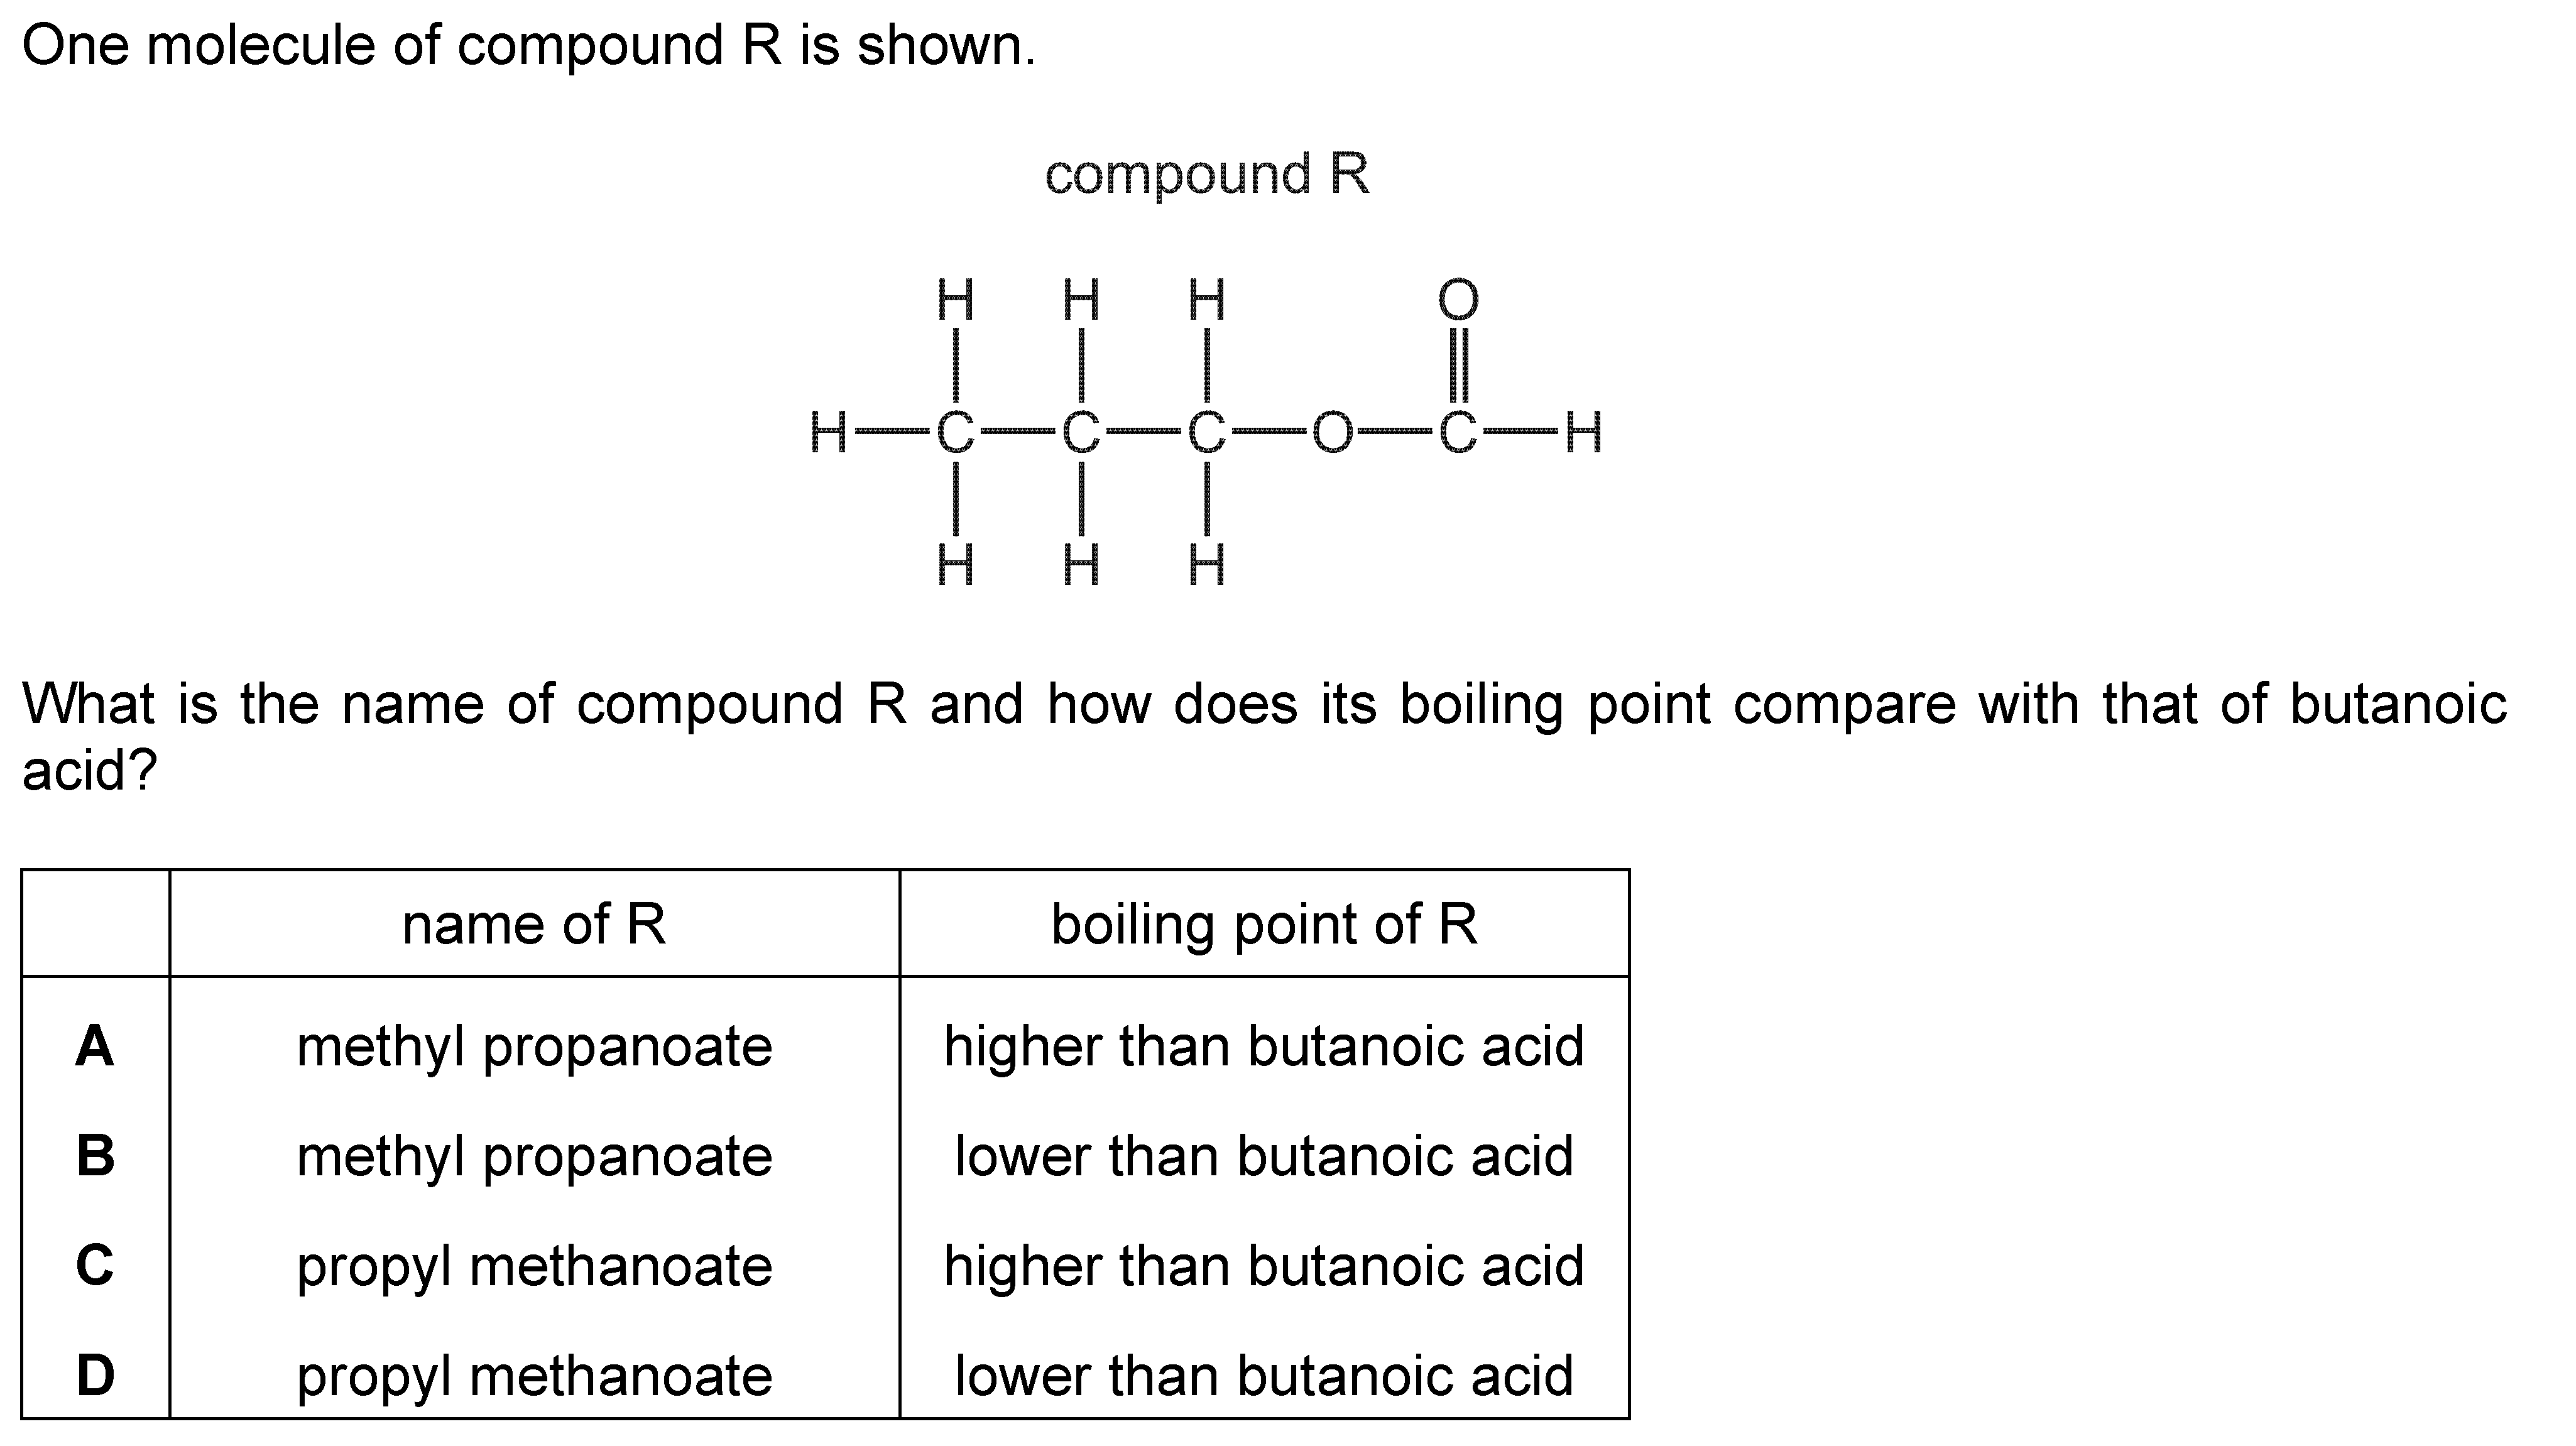 One molecule of compound R is shown.
compound R
H H H O
H C C C O C H
H H H
What is the name of compound R and how does its boiling point compare with that of butanoic
acid?
name of R boiling point of R
A methyl propanoate higher than butanoic acid
B methyl propanoate lower than butanoic acid
C propyl methanoate higher than butanoic acid
D propyl methanoate lower than butanoic acid